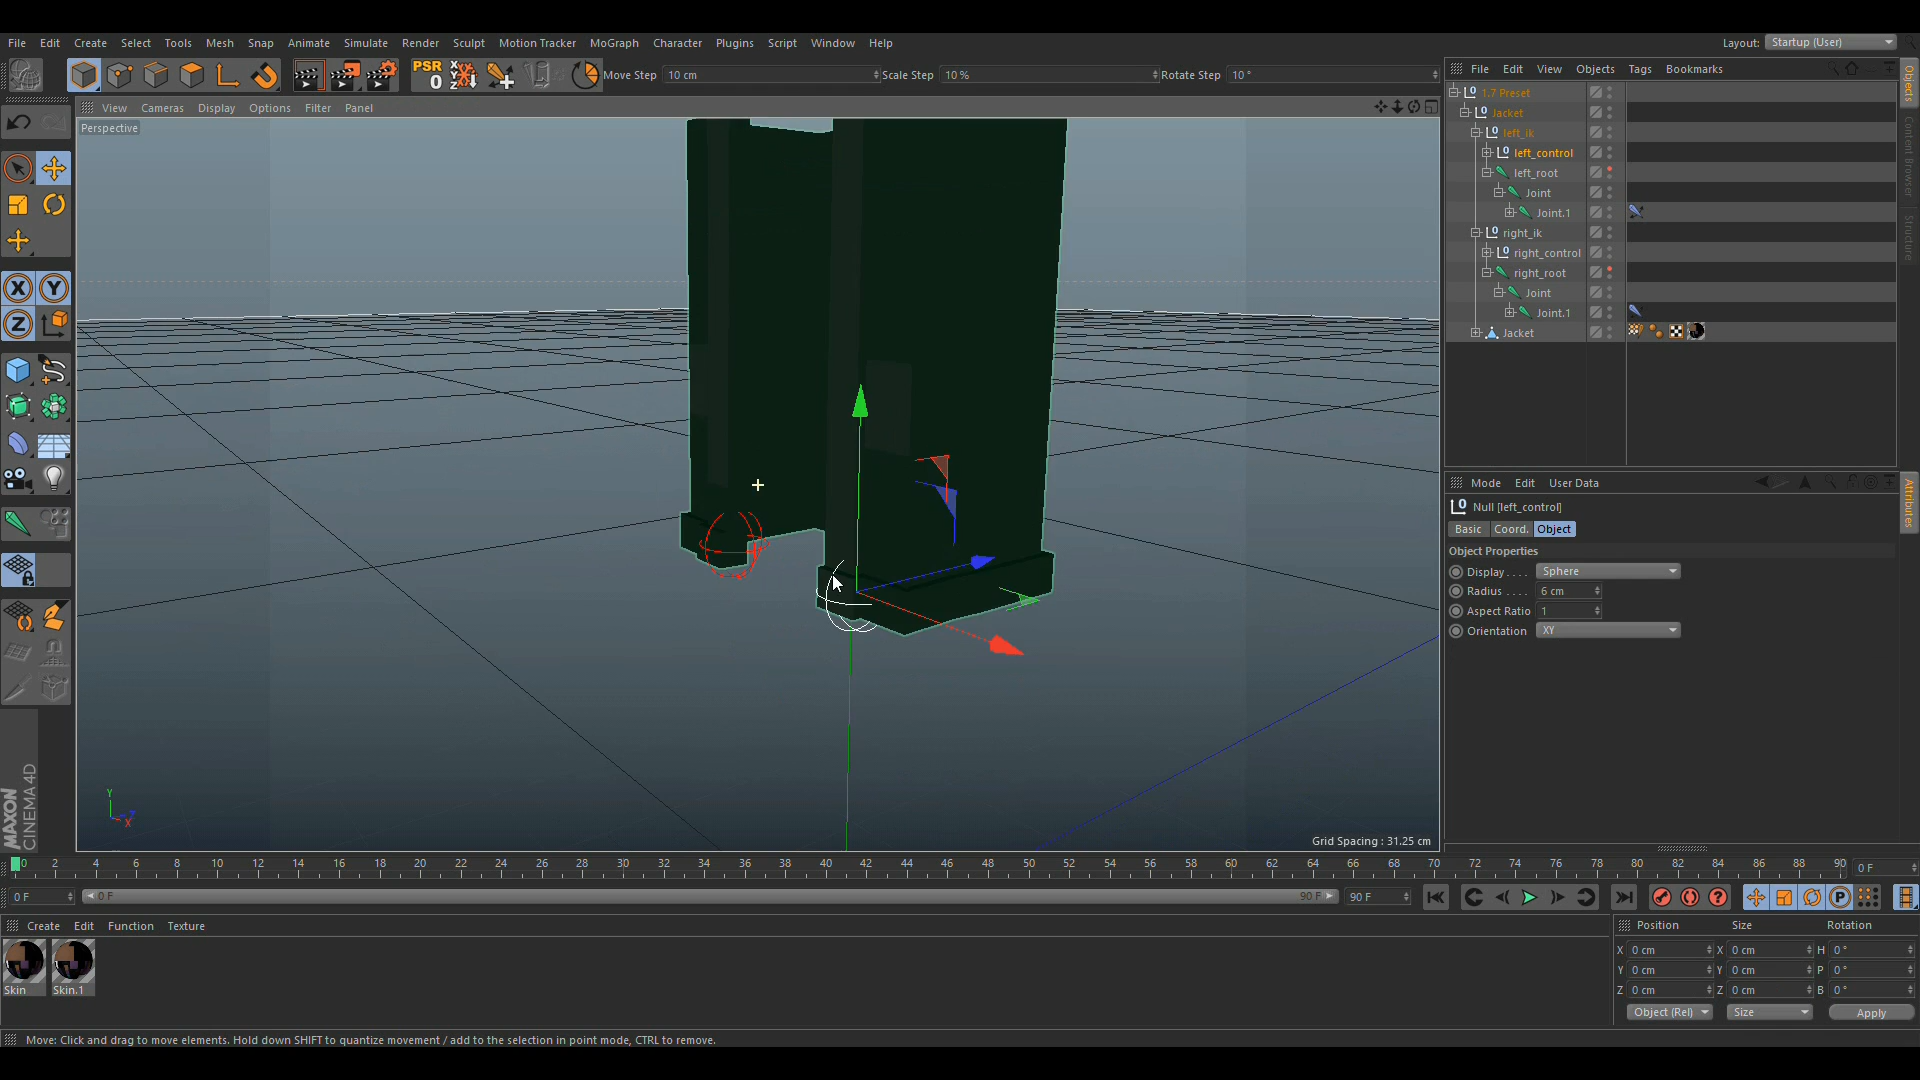 File Edit Create Select Tools Mesh Snap Animate Simulate Render Sculpt Motion Tracker MoGraph Character Plugins Script Window Help
Layout: Startup (User)
PSR 0
Move Step 10 cm Scale Step 10 % Rotate Step 10 °
File Edit View Objects Tags Bookmarks
1.7 Preset
Jacket
left_ik
left_control
left_root
Joint
Joint.1
right_ik
right_control
right_root
Joint
Joint.1
Jacket
Objects
Content Browser
Structure
View Cameras Display Options Filter Panel
Perspective
X Y
Z
Mode Edit User Data
Attributes
Null [left_control]
Basic Coord. Object
Object Properties
Display . . . . Sphere
Radius . . . . 6 cm
Aspect Ratio 1
Orientation XY
Y
Z
X
Grid Spacing : 31.25 cm
MAXON CINEMA 4D
0 2 4 6 8 10 12 14 16 18 20 22 24 26 28 30 32 34 36 38 40 42 44 46 48 50 52 54 56 58 60 62 64 66 68 70 72 74 76 78 80 82 84 86 88 90 0 F
0 F 0 F 90 F 90 F
Create Edit Function Texture
Skin Skin.1
Position Size Rotation
X 0 cm X 0 cm H 0 °
Y 0 cm Y 0 cm P 0 °
Z 0 cm Z 0 cm B 0 °
Object (Rel) Size Apply
Move: Click and drag to move elements. Hold down SHIFT to quantize movement / add to the selection in point mode, CTRL to remove.